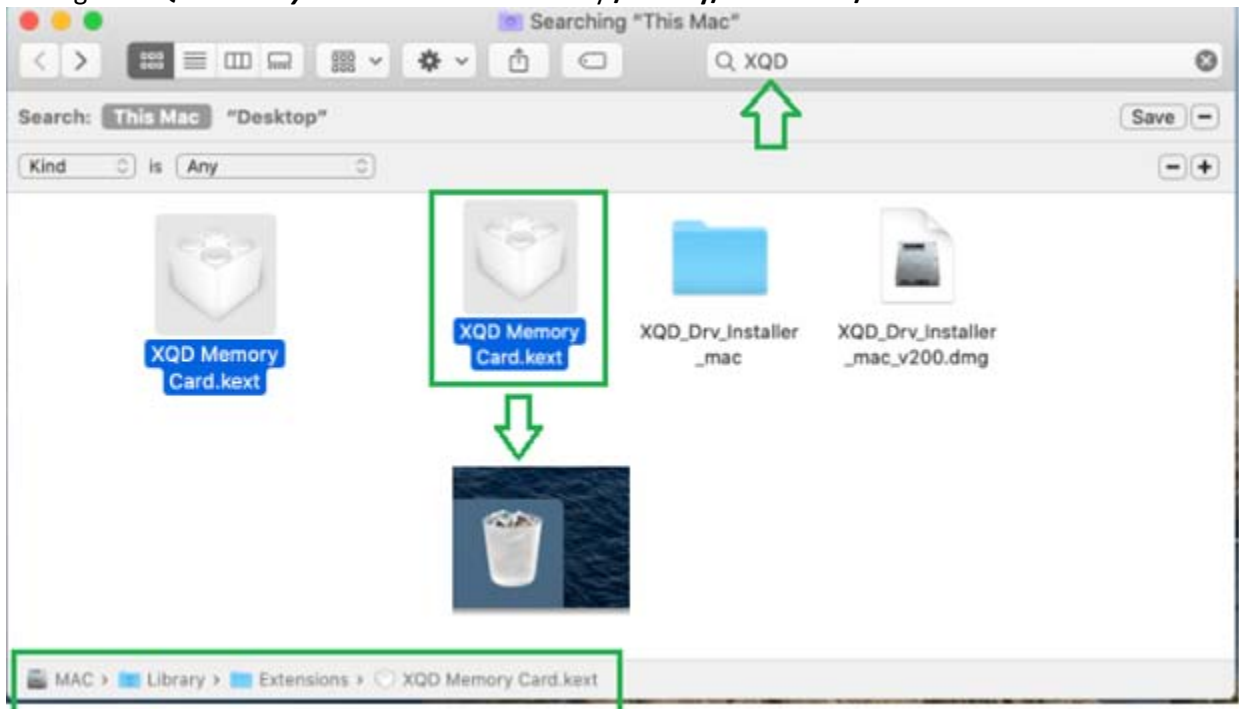 Searching "This Mac"
XQD
Search: This Mac "Desktop"
Save
Kind is Any
XQD Memory
Card.kext
XQD Memory
Card.kext
XQD_Drv_Installer
_mac
XQD_Drv_Installer
_mac_v200.dmg
MAC › Library › Extensions › XQD Memory Card.kext